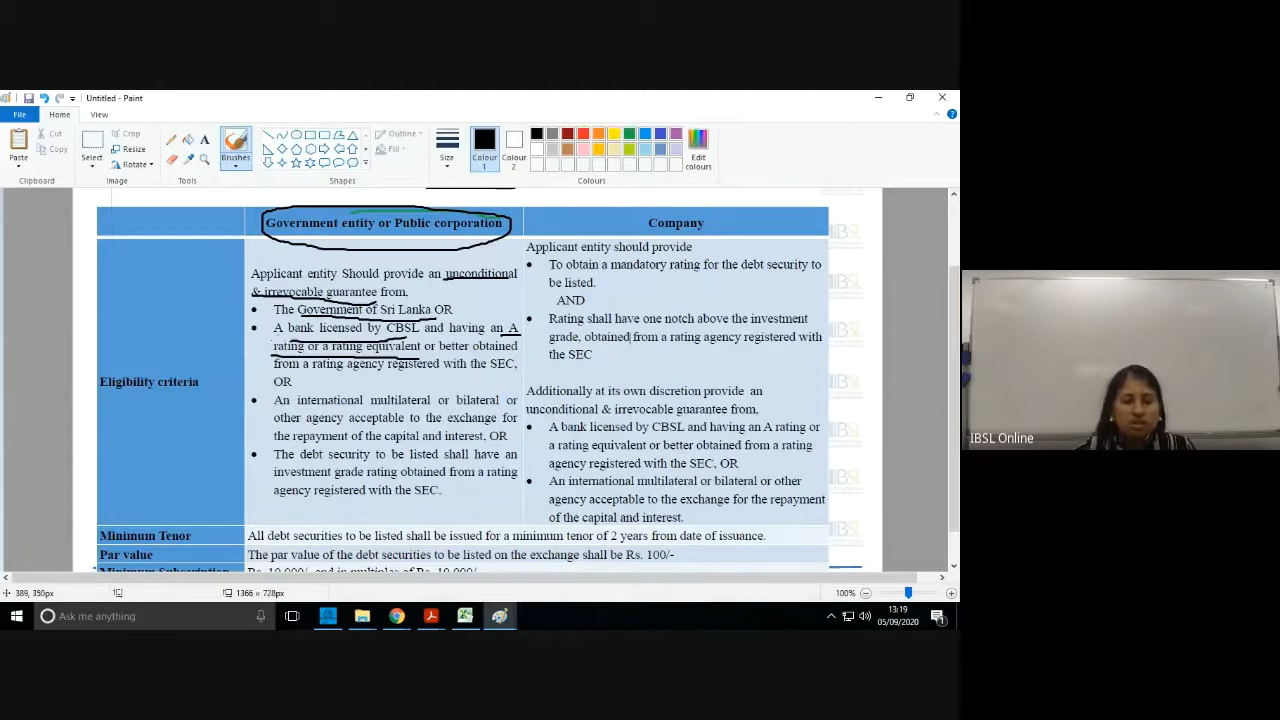 Untitled - Paint
File
Home
View
Paste
Cut
Copy
Clipboard
Select
Crop
Resize
Rotate
Image
Tools
Brushes
Shapes
Outline
Fill
Size
Colour
1
Colour
2
Edit
colours
Colours
Government entity or Public corporation
Company
Eligibility criteria
Applicant entity Should provide an unconditional
& irrevocable guarantee from,
• The Government of Sri Lanka OR
• A bank licensed by CBSL and having an A
rating or a rating equivalent or better obtained
from a rating agency registered with the SEC,
OR
• An international multilateral or bilateral or
other agency acceptable to the exchange for
the repayment of the capital and interest, OR
• The debt security to be listed shall have an
investment grade rating obtained from a rating
agency registered with the SEC.
Applicant entity should provide
• To obtain a mandatory rating for the debt security to
be listed.
AND
• Rating shall have one notch above the investment
grade, obtained from a rating agency registered with
the SEC
Additionally at its own discretion provide an
unconditional & irrevocable guarantee from,
• A bank licensed by CBSL and having an A rating or
a rating equivalent or better obtained from a rating
agency registered with the SEC, OR
• An international multilateral or bilateral or other
agency acceptable to the exchange for the repayment
of the capital and interest.
Minimum Tenor
All debt securities to be listed shall be issued for a minimum tenor of 2 years from date of issuance.
Par value
The par value of the debt securities to be listed on the exchange shall be Rs. 100/-
Minimum Subscription
Rs. 10,000/- and in multiples of Rs. 10,000/-
389, 350px
1366 × 728px
100%
Ask me anything
13:19
05/09/2020
IBSL Online